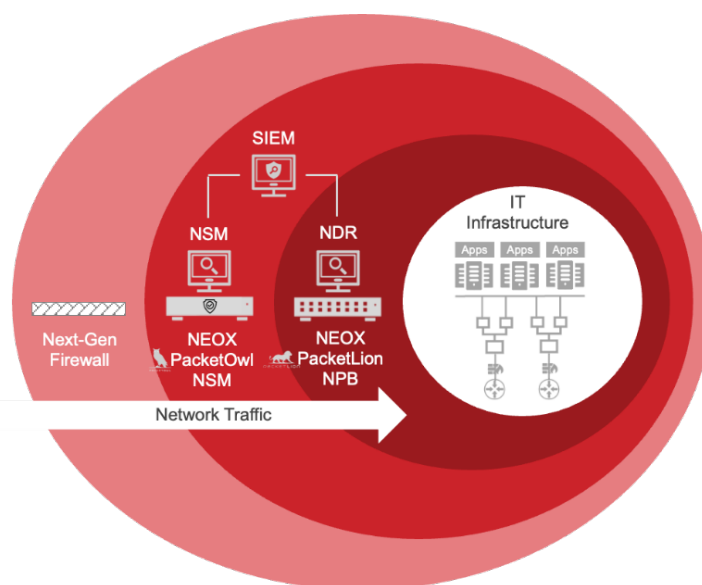 SIEM
NSM
NDR
IT
Infrastructure
Apps Apps Apps
Next-Gen
Firewall
NEOX
PacketOwl
NSM
NEOX
PacketLion
NPB
Network Traffic